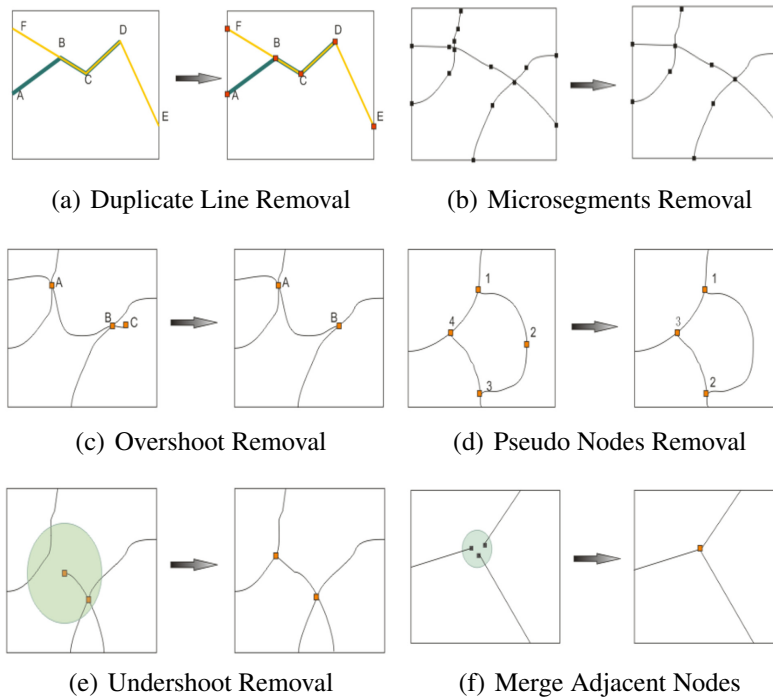 F
B
D
C
A
E
F
B
D
C
A
E
(a) Duplicate Line Removal
(b) Microsegments Removal
A
B
C
A
B
1
2
3
4
1
3
2
(c) Overshoot Removal
(d) Pseudo Nodes Removal
(e) Undershoot Removal
(f) Merge Adjacent Nodes